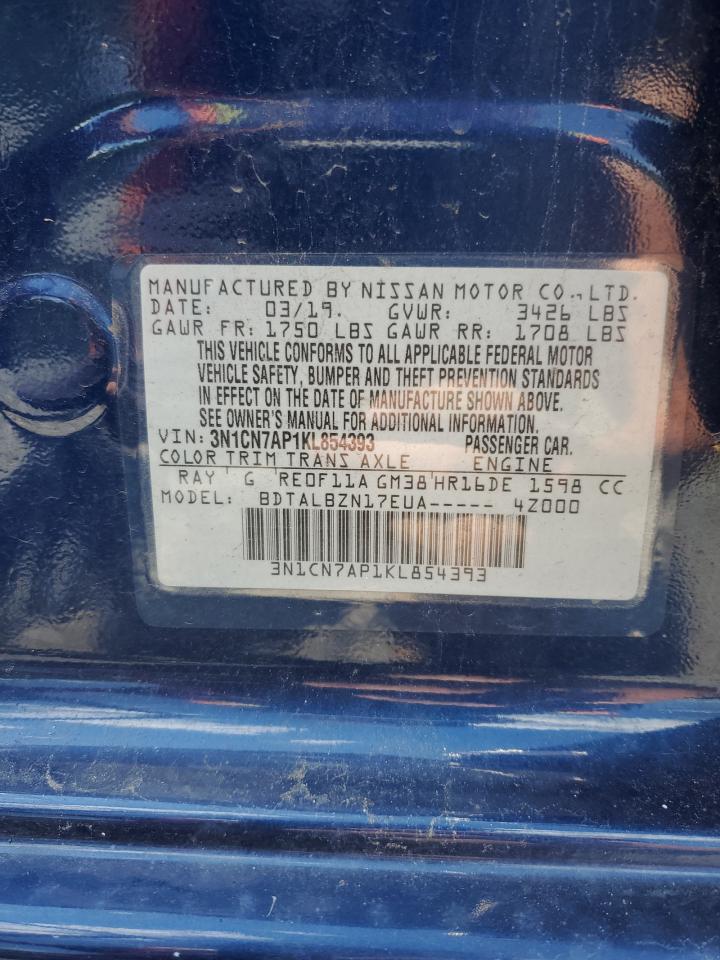 MANUFACTURED BY NISSAN MOTOR CO., LTD.
DATE: 03/19. GVWR: 3426 LBS
GAWR FR: 1750 LBS GAWR RR: 1708 LBS
THIS VEHICLE CONFORMS TO ALL APPLICABLE FEDERAL MOTOR
VEHICLE SAFETY, BUMPER AND THEFT PREVENTION STANDARDS
IN EFFECT ON THE DATE OF MANUFACTURE SHOWN ABOVE.
SEE OWNER'S MANUAL FOR ADDITIONAL INFORMATION.
VIN: 3N1CN7AP1KL854393 PASSENGER CAR.
COLOR TRIM TRANS AXLE ENGINE
RAY G RE0F11A GM38 HR16DE 1598 CC
MODEL: BDTALBZN17EUA----- 4Z000
3N1CN7AP1KL854393